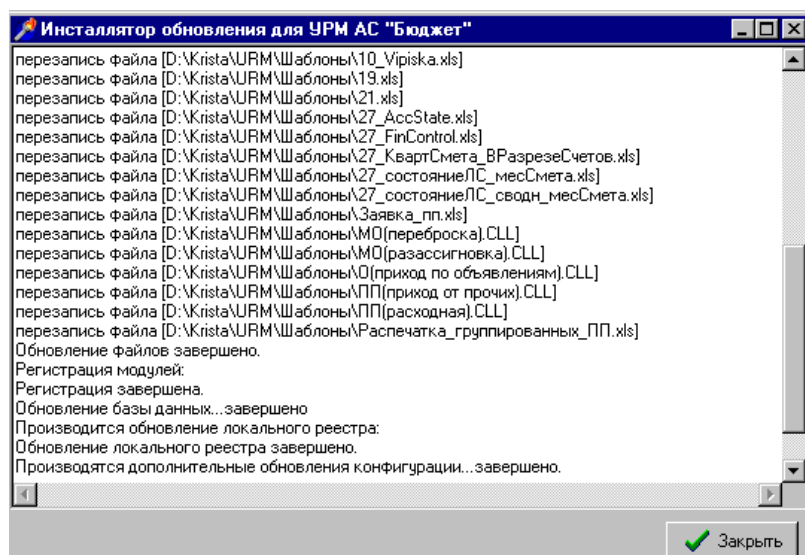 Инсталлятор обновления для УРМ АС "Бюджет"
перезапись файла [D:\Krista\URM\Шаблоны\10_Vipiska.xls]
перезапись файла [D:\Krista\URM\Шаблоны\19.xls]
перезапись файла [D:\Krista\URM\Шаблоны\21.xls]
перезапись файла [D:\Krista\URM\Шаблоны\27_AccState.xls]
перезапись файла [D:\Krista\URM\Шаблоны\27_FinControl.xls]
перезапись файла [D:\Krista\URM\Шаблоны\27_КвартСмета_ВРазрезеСчетов.xls]
перезапись файла [D:\Krista\URM\Шаблоны\27_состояниеЛС_месСмета.xls]
перезапись файла [D:\Krista\URM\Шаблоны\27_состояниеЛС_сводн_месСмета.xls]
перезапись файла [D:\Krista\URM\Шаблоны\Заявка_пп.xls]
перезапись файла [D:\Krista\URM\Шаблоны\МО(переброска).CLL]
перезапись файла [D:\Krista\URM\Шаблоны\МО(разассигновка).CLL]
перезапись файла [D:\Krista\URM\Шаблоны\О(приход по объявлениям).CLL]
перезапись файла [D:\Krista\URM\Шаблоны\ПП(приход от прочих).CLL]
перезапись файла [D:\Krista\URM\Шаблоны\ПП(расходная).CLL]
перезапись файла [D:\Krista\URM\Шаблоны\Распечатка_группированных_ПП.xls]
Обновление файлов завершено.
Регистрация модулей:
Регистрация завершена.
Обновление базы данных...завершено
Производится обновление локального реестра:
Обновление локального реестра завершено.
Производятся дополнительные обновления конфигурации...завершено.
Закрыть